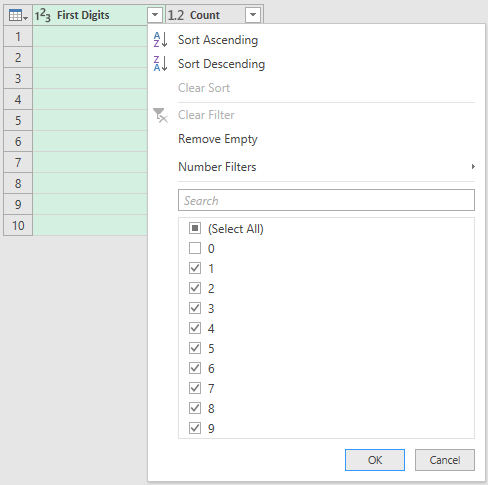 1²3 First Digits 1.2 Count
1
2
3
4
5
6
7
8
9
10
A Z Sort Ascending
Z A Sort Descending
Clear Sort
Clear Filter
Remove Empty
Number Filters
Search
(Select All)
0
1
2
3
4
5
6
7
8
9
OK Cancel